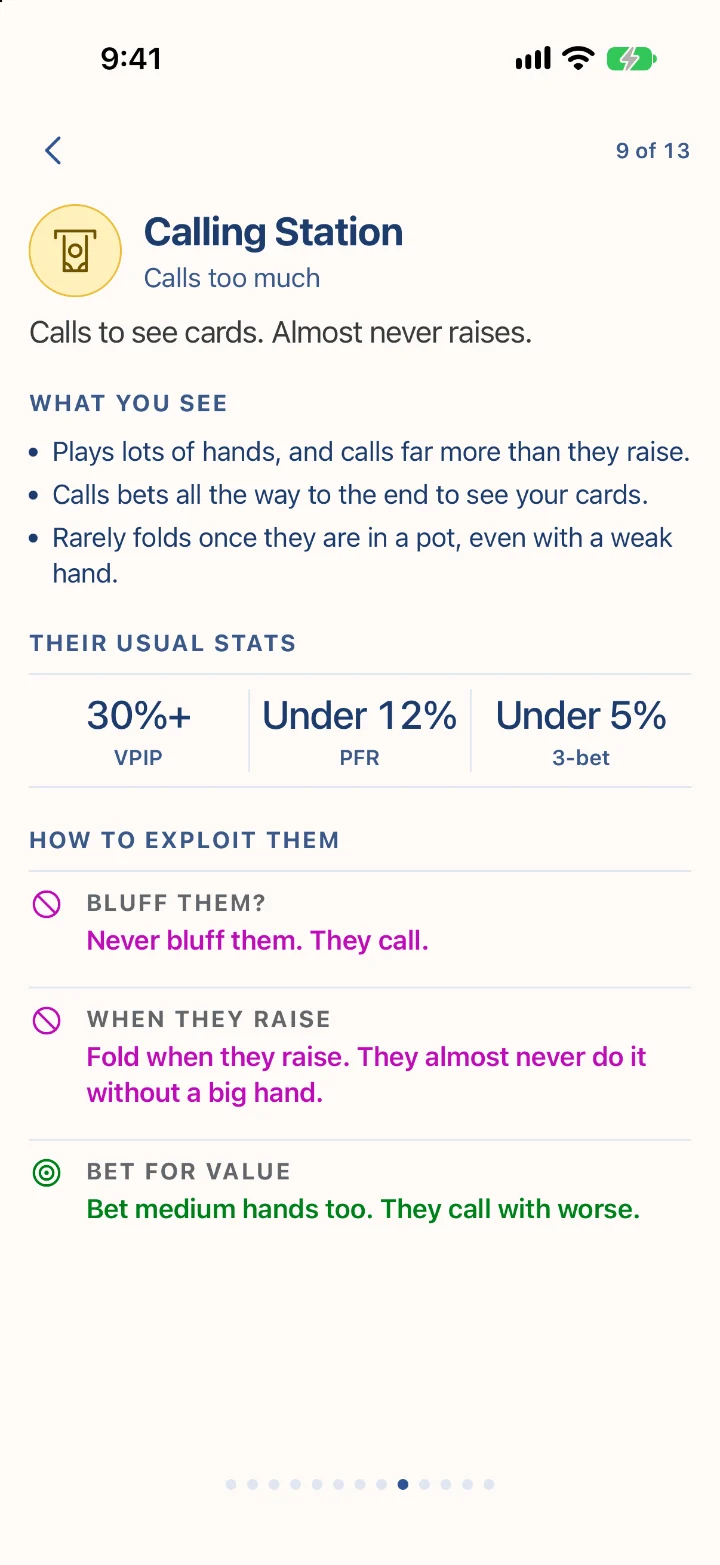 9:41
9 of 13
Calling Station
Calls too much
Calls to see cards. Almost never raises.
WHAT YOU SEE
• Plays lots of hands, and calls far more than they raise.
• Calls bets all the way to the end to see your cards.
• Rarely folds once they are in a pot, even with a weak
hand.
THEIR USUAL STATS
30%+ Under 12% Under 5%
VPIP PFR 3-bet
HOW TO EXPLOIT THEM
BLUFF THEM?
Never bluff them. They call.
WHEN THEY RAISE
Fold when they raise. They almost never do it
without a big hand.
BET FOR VALUE
Bet medium hands too. They call with worse.